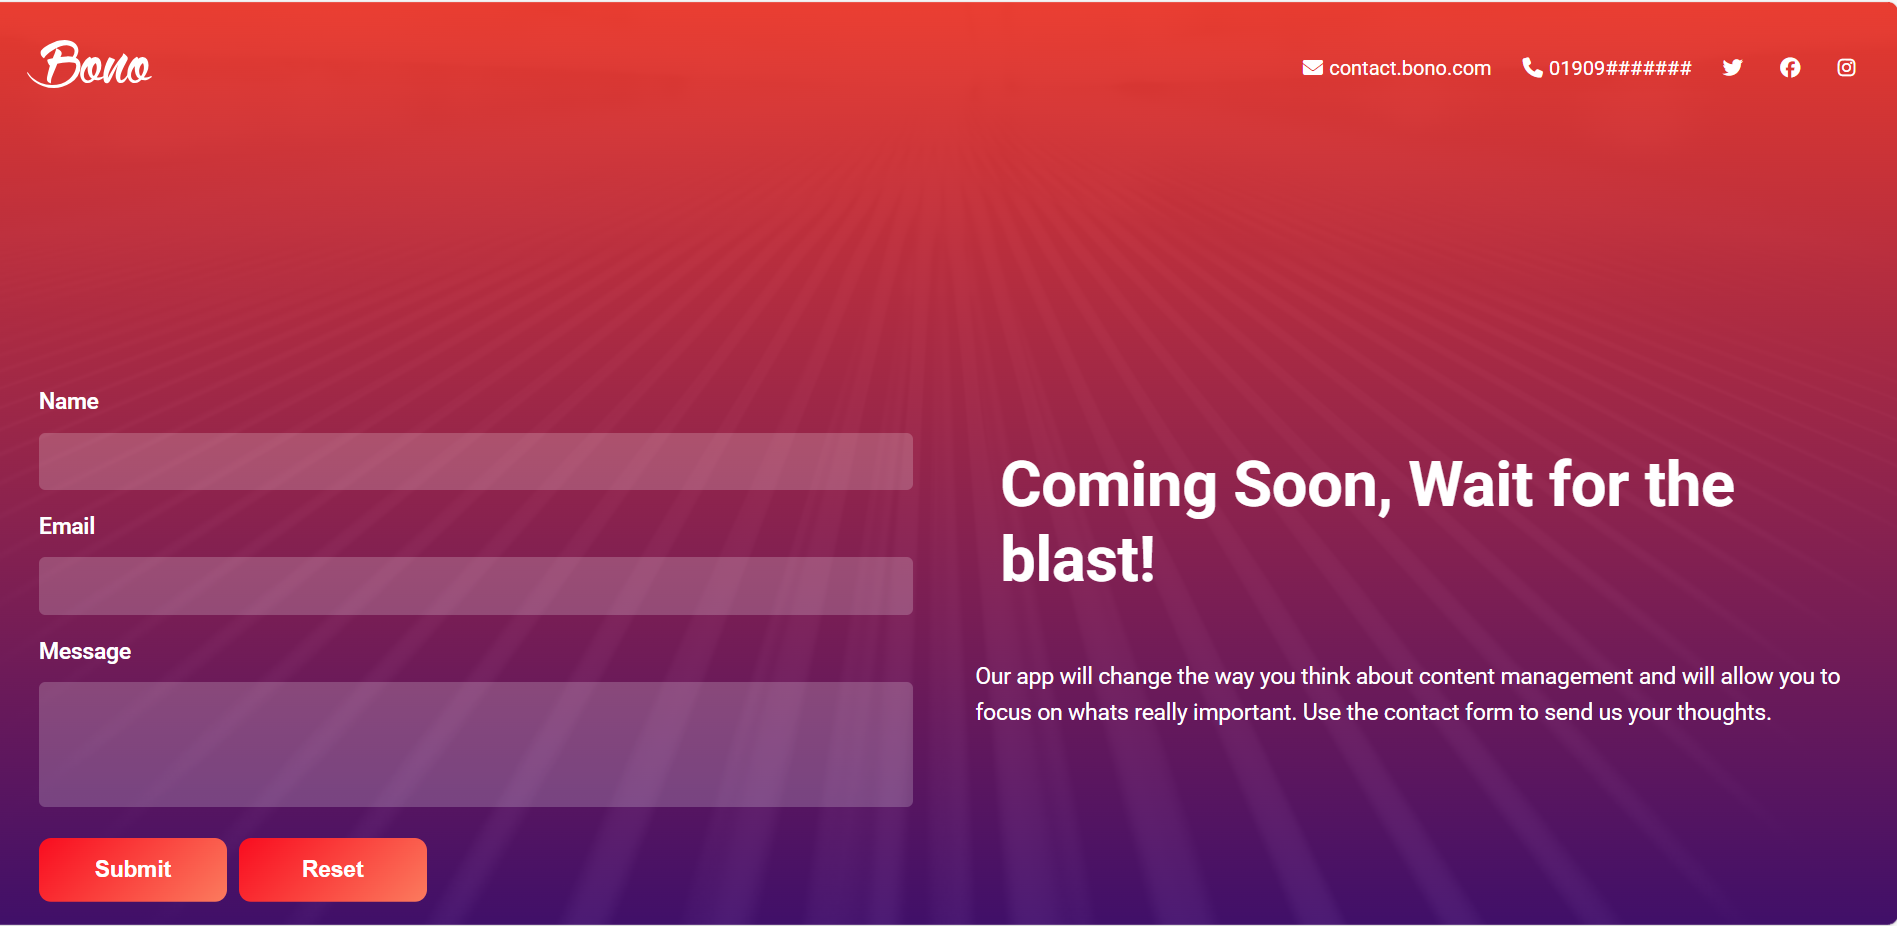 Bono
contact.bono.com
01909#######
Name
Email
Message
Submit
Reset
Coming Soon, Wait for the
blast!
Our app will change the way you think about content management and will allow you to
focus on whats really important. Use the contact form to send us your thoughts.